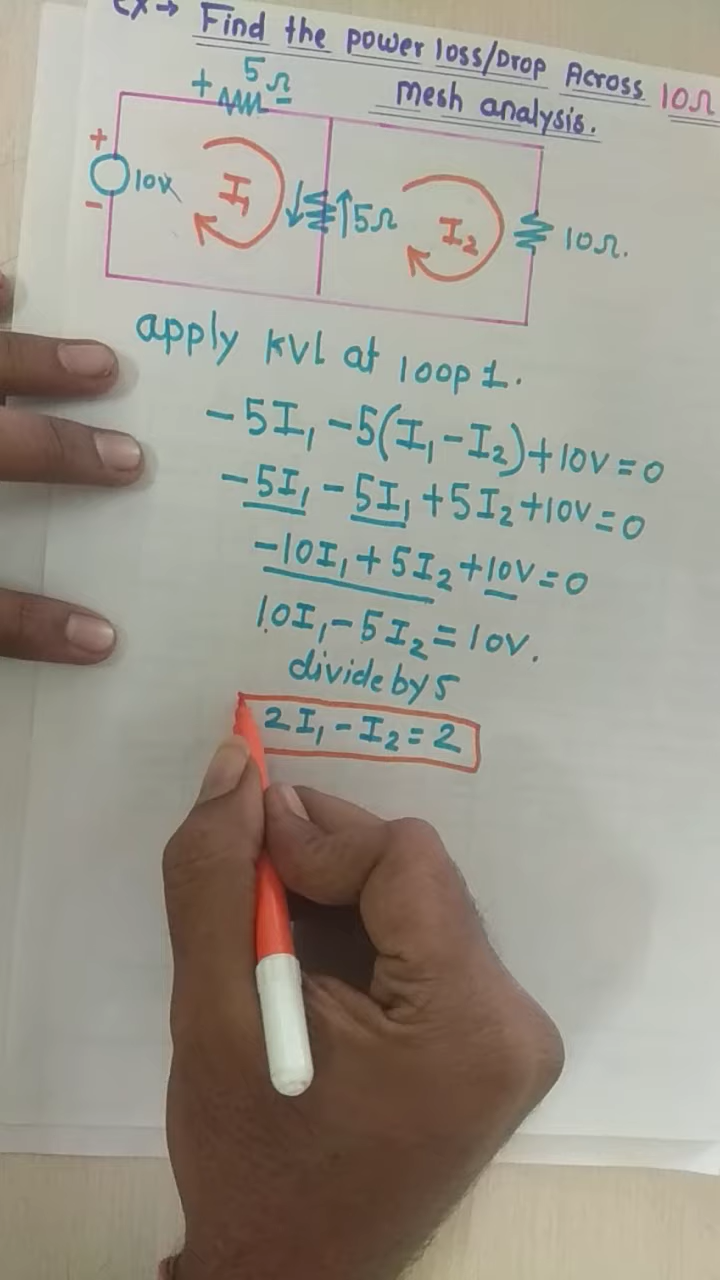 Ex→ Find the power loss/Drop Across 10Ω
mesh analysis.
+ 5Ω -
+
10V
-
I₁
5Ω
I₂
10Ω.
apply KVL at loop 1.
-5I₁ -5(I₁-I₂)+10V=0
-5I₁ -5I₁ +5I₂+10V=0
-10I₁+5I₂+10V=0
10I₁-5I₂=10V.
divide by 5
2I₁-I₂=2